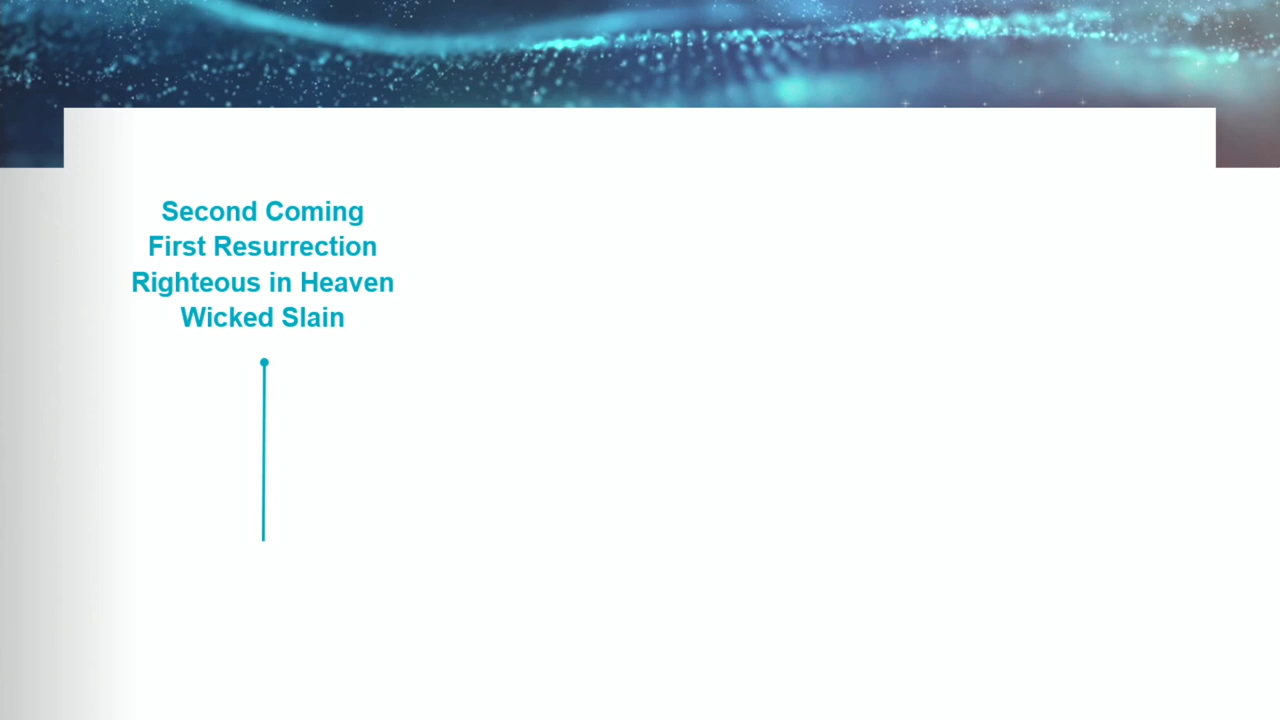 Second Coming
First Resurrection
Righteous in Heaven
Wicked Slain